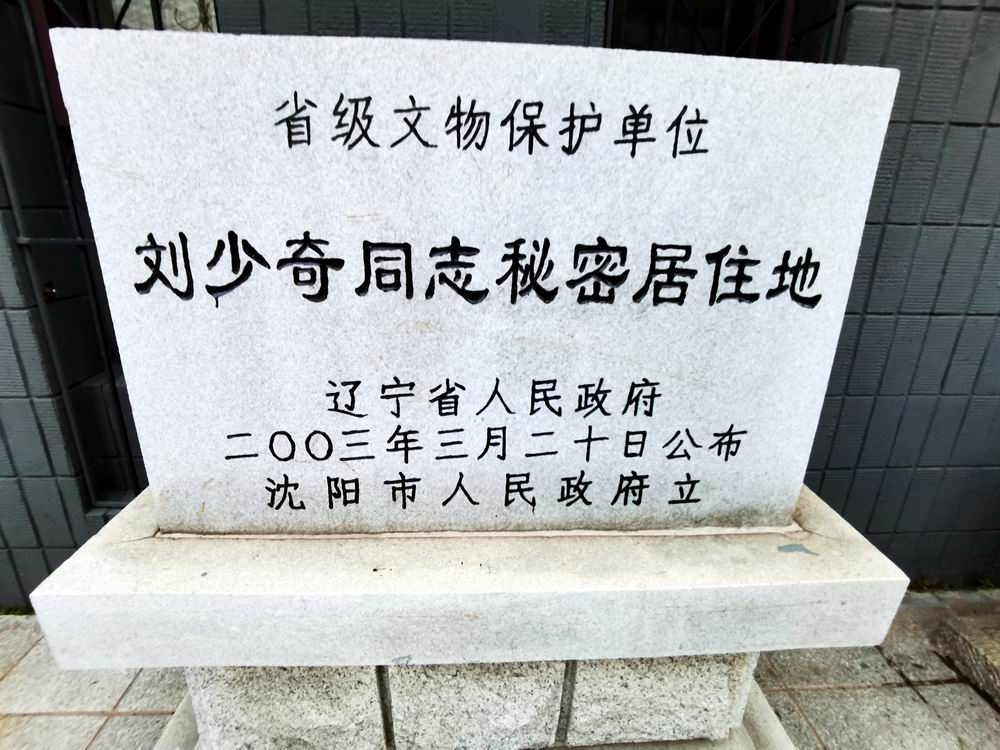 省级文物保护单位
刘少奇同志秘密居住地
辽宁省人民政府
二〇〇三年三月二十日公布
沈阳市人民政府立